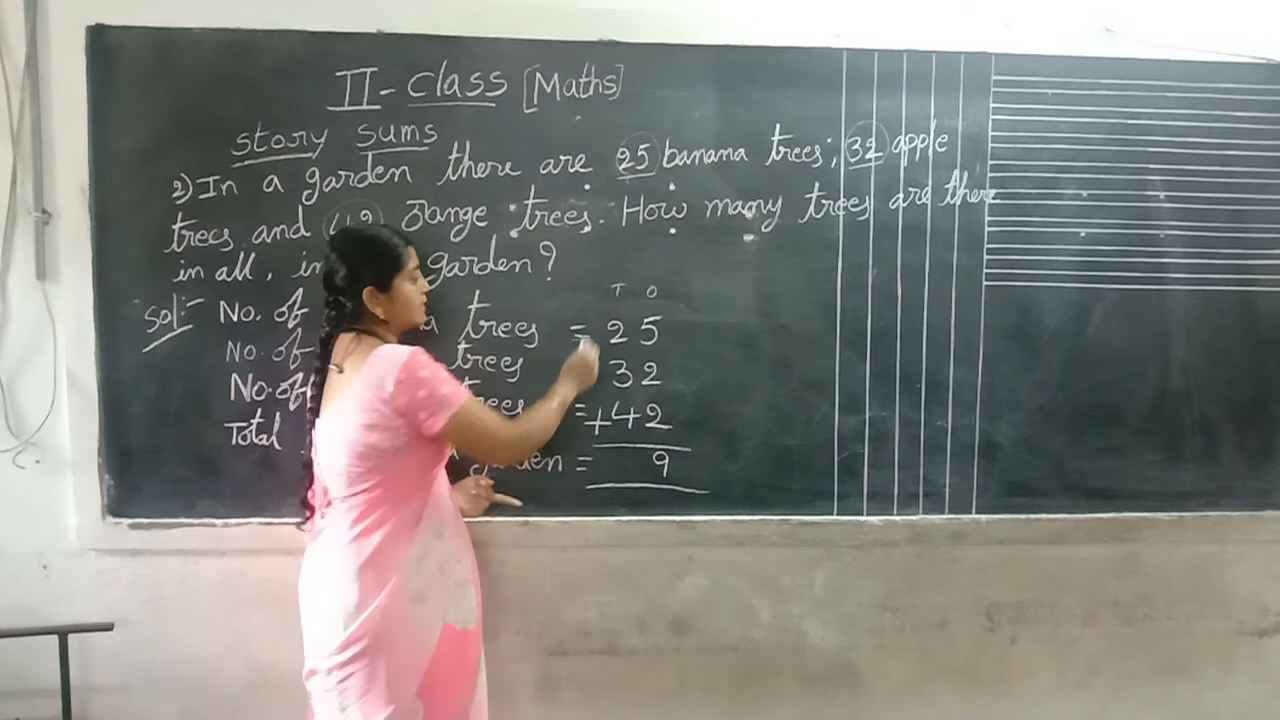 II - class [Maths]
story sums
2) In a garden there are 25 banana trees; 32 apple
trees and 42 orange trees. How many trees are there
in all, in garden?
T O
Sol:- No. of trees = 25
No. of trees 32
No. of trees = +42
Total garden = 9